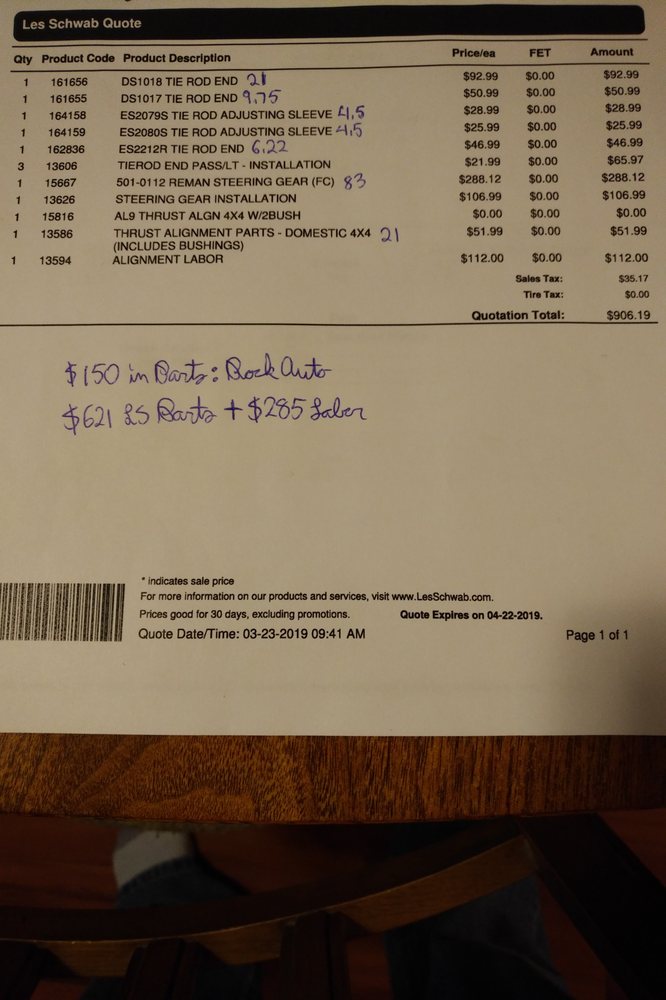 Les Schwab Quote
Qty Product Code Product Description Price/ea FET Amount
1 161656 DS1018 TIE ROD END 21 $92.99 $0.00 $92.99
1 161655 DS1017 TIE ROD END 9.75 $50.99 $0.00 $50.99
1 164158 ES2079S TIE ROD ADJUSTING SLEEVE 4.5 $28.99 $0.00 $28.99
1 164159 ES2080S TIE ROD ADJUSTING SLEEVE 4.5 $25.99 $0.00 $25.99
1 162836 ES2212R TIE ROD END 6.22 $46.99 $0.00 $46.99
3 13606 TIEROD END PASS/LT - INSTALLATION $21.99 $0.00 $65.97
1 15667 501-0112 REMAN STEERING GEAR (FC) 83 $288.12 $0.00 $288.12
1 13626 STEERING GEAR INSTALLATION $106.99 $0.00 $106.99
1 15816 AL9 THRUST ALGN 4X4 W/2BUSH $0.00 $0.00 $0.00
1 13586 THRUST ALIGNMENT PARTS - DOMESTIC 4X4 21 $51.99 $0.00 $51.99
(INCLUDES BUSHINGS)
1 13594 ALIGNMENT LABOR $112.00 $0.00 $112.00
Sales Tax: $35.17
Tire Tax: $0.00
Quotation Total: $906.19
$150 in Parts: Rock Auto
$621 LS Parts + $285 Labor
* indicates sale price
For more information on our products and services, visit www.LesSchwab.com.
Prices good for 30 days, excluding promotions. Quote Expires on 04-22-2019.
Quote Date/Time: 03-23-2019 09:41 AM Page 1 of 1